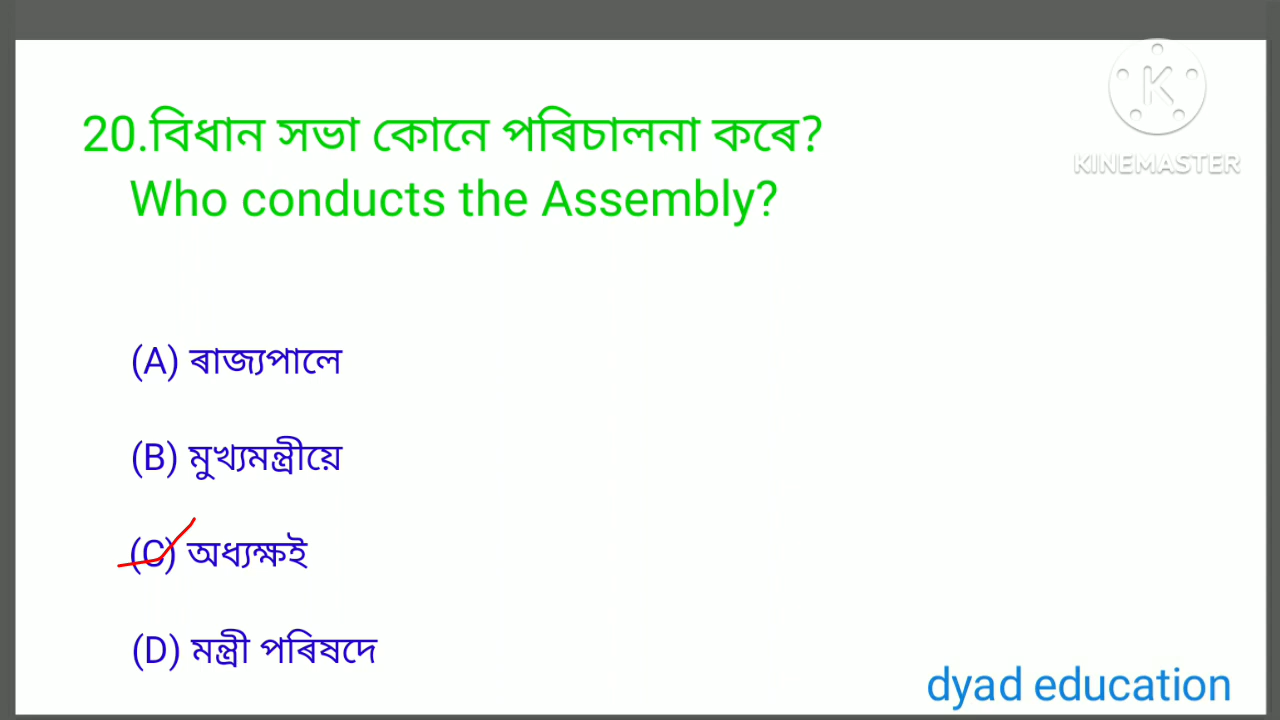 KINEMASTER
20.বিধান সভা কোনে পৰিচালনা কৰে?
Who conducts the Assembly?
(A) ৰাজ্যপালে
(B) মুখ্যমন্ত্ৰীয়ে
(C) অধ্যক্ষই
(D) মন্ত্ৰী পৰিষদে
dyad education